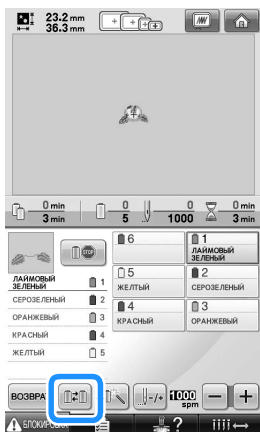 23.2 mm
36.3 mm
0 min
3 min
0
5
0
1000
0 min
3 min
STOP
ЛАЙМОВЫЙ
ЗЕЛЕНЫЙ
1
СЕРОЗЕЛЕНЫЙ
2
ОРАНЖЕВЫЙ
3
КРАСНЫЙ
4
ЖЕЛТЫЙ
5
6
1
ЛАЙМОВЫЙ
ЗЕЛЕНЫЙ
5
ЖЕЛТЫЙ
2
СЕРОЗЕЛЕНЫЙ
4
КРАСНЫЙ
3
ОРАНЖЕВЫЙ
ВОЗВРА
-/+
1000
spm
− +
БЛОКИРОВ
?